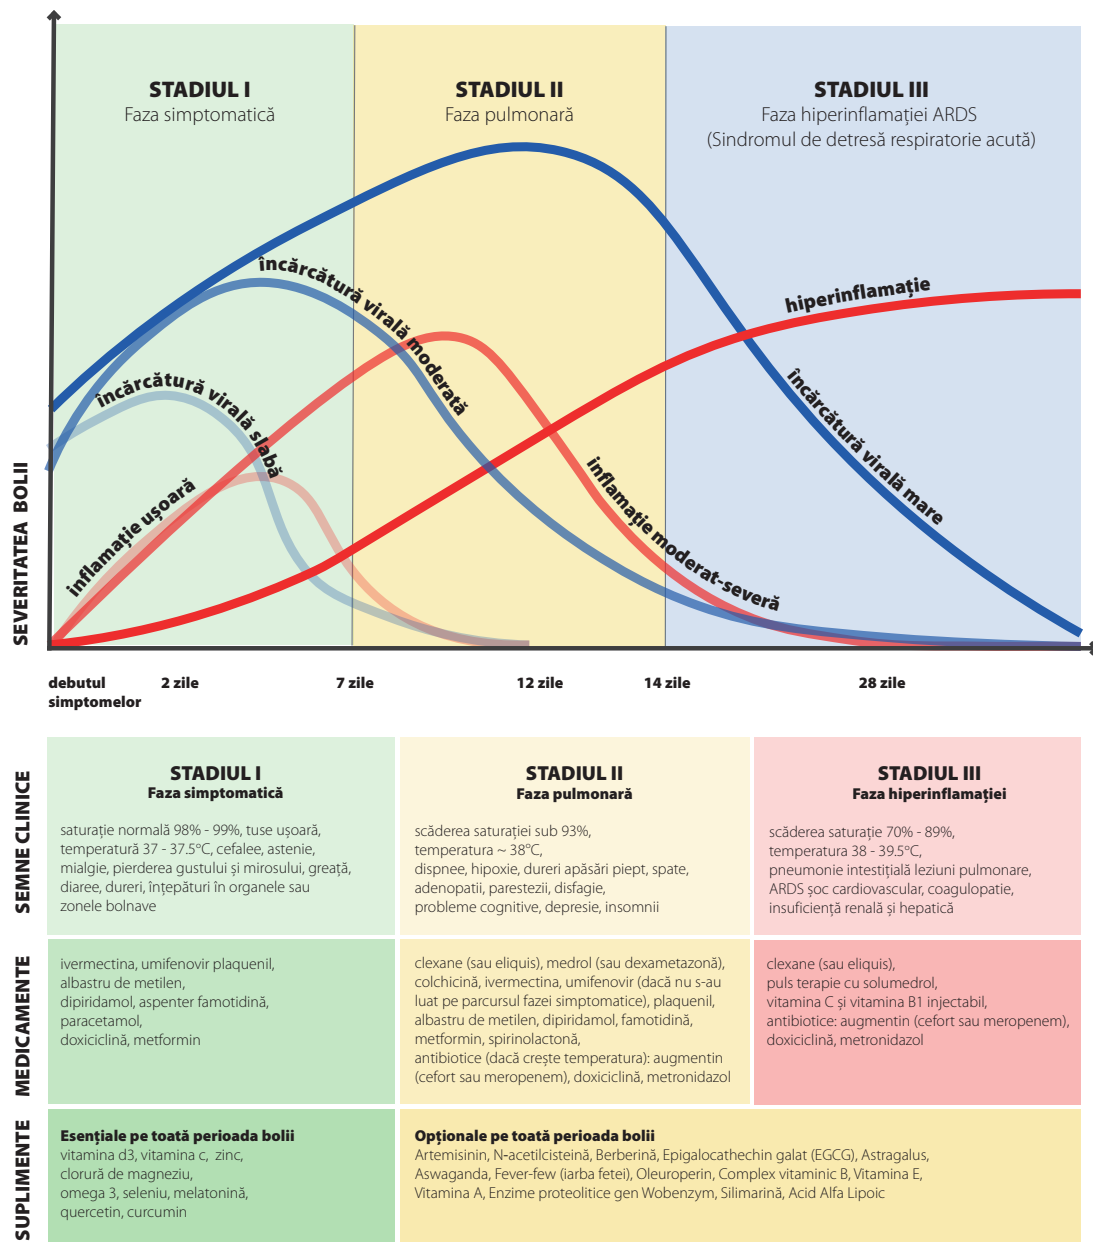 STADIUL I
Faza simptomatică
STADIUL II
Faza pulmonară
STADIUL III
Faza hiperinflamației ARDS
(Sindromul de detresă respiratorie acută)
SEVERITATEA BOLII
încărcătură virală moderată
hiperinflamație
încărcătură virală slabă
încărcătură virală mare
inflamație ușoară
inflamație moderat-severă
debutul
simptomelor
2 zile
7 zile
12 zile
14 zile
28 zile
SEMNE CLINICE
STADIUL I
Faza simptomatică
saturație normală 98% - 99%, tuse ușoară,
temperatură 37 - 37.5°C, cefalee, astenie,
mialgie, pierderea gustului și mirosului, greață,
diaree, dureri, înțepături în organele sau
zonele bolnave
STADIUL II
Faza pulmonară
scăderea saturației sub 93%,
temperatura ~ 38°C,
dispnee, hipoxie, dureri apăsări piept, spate,
adenopatii, parestezii, disfagie,
probleme cognitive, depresie, insomnii
STADIUL III
Faza hiperinflamației
scăderea saturație 70% - 89%,
temperatura 38 - 39.5°C,
pneumonie intestițială leziuni pulmonare,
ARDS șoc cardiovascular, coagulopatie,
insuficiență renală și hepatică
MEDICAMENTE
ivermectina, umifenovir plaquenil,
albastru de metilen,
dipiridamol, aspenter famotidină,
paracetamol,
doxiciclină, metformin
clexane (sau eliquis), medrol (sau dexametazonă),
colchicină, ivermectina, umifenovir (dacă nu s-au
luat pe parcursul fazei simptomatice), plaquenil,
albastru de metilen, dipiridamol, famotidină,
metformin, spirinolactonă,
antibiotice (dacă crește temperatura): augmentin
(cefort sau meropenem), doxiciclină, metronidazol
clexane (sau eliquis),
puls terapie cu solumedrol,
vitamina C și vitamina B1 injectabil,
antibiotice: augmentin (cefort sau meropenem),
doxiciclină, metronidazol
SUPLIMENTE
Esențiale pe toată perioada bolii
vitamina d3, vitamina c, zinc,
clorură de magneziu,
omega 3, seleniu, melatonină,
quercetin, curcumin
Opționale pe toată perioada bolii
Artemisinin, N-acetilcisteină, Berberină, Epigalocathechin galat (EGCG), Astragalus,
Aswaganda, Fever-few (iarba fetei), Oleuroperin, Complex vitaminic B, Vitamina E,
Vitamina A, Enzime proteolitice gen Wobenzym, Silimarină, Acid Alfa Lipoic